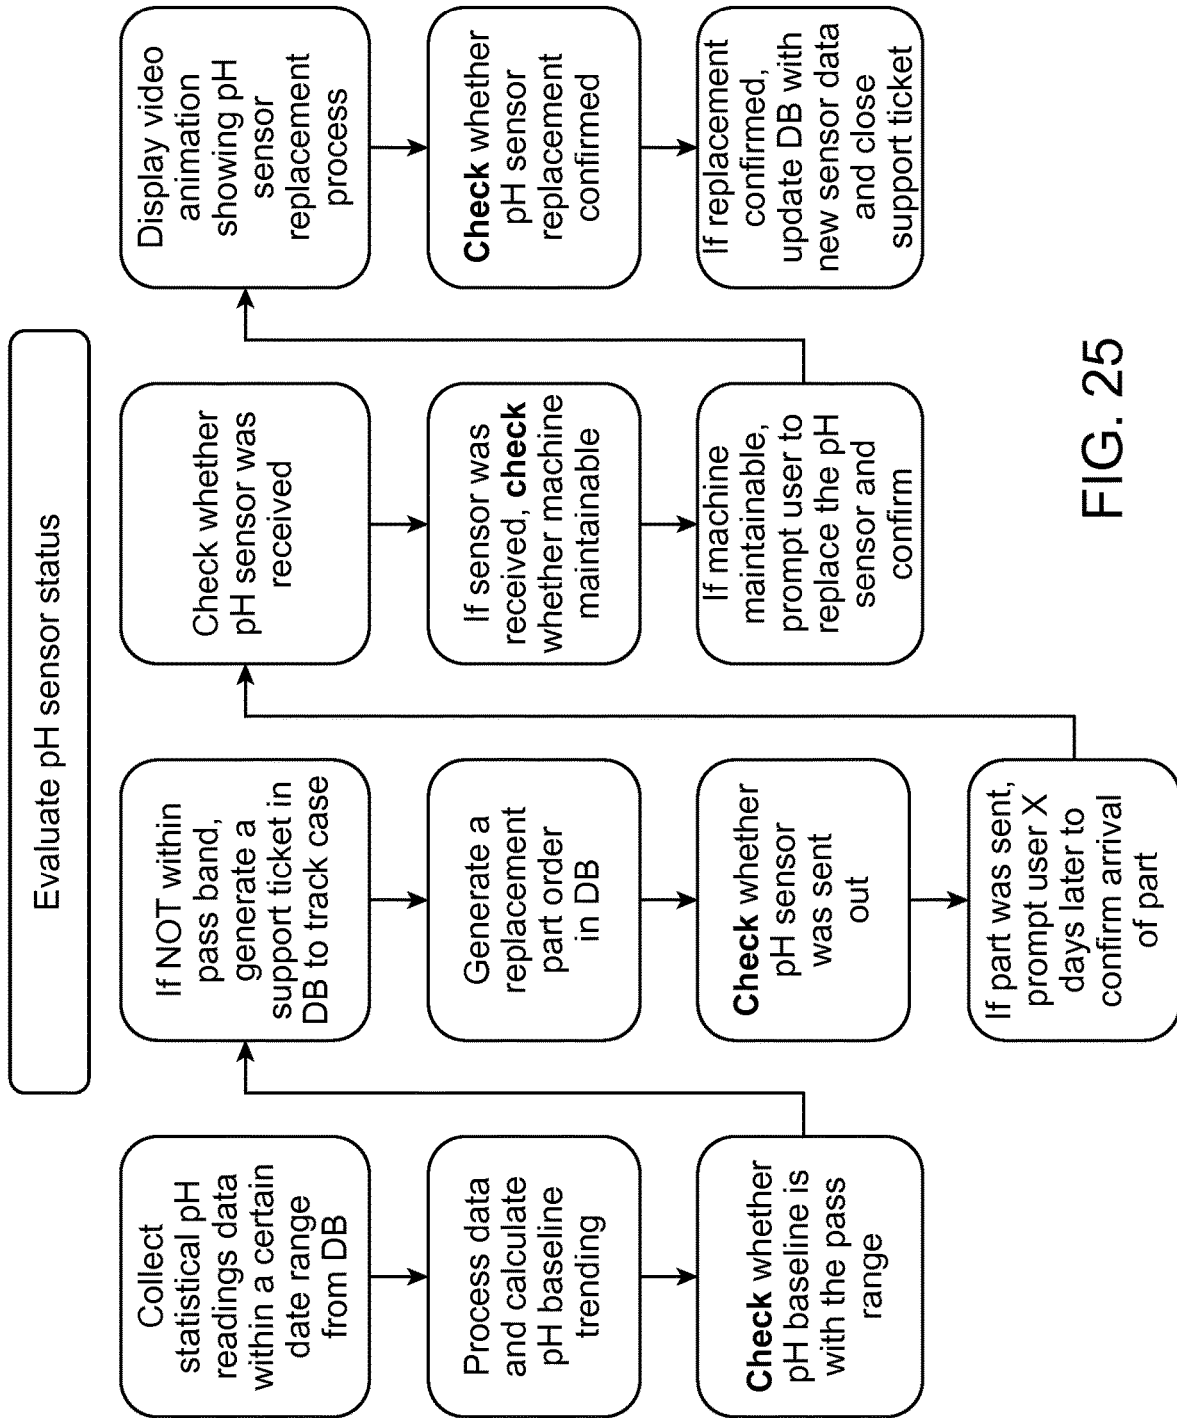 Evaluate pH sensor status
Collect
statistical pH
readings data
within a certain
date range
from DB
Process data
and calculate
pH baseline
trending
Check whether
pH baseline is
with the pass
range
If NOT within
pass band,
generate a
support ticket in
DB to track case
Generate a
replacement
part order
in DB
Check whether
pH sensor
was sent
out
If part was sent,
prompt user X
days later to
confirm arrival
of part
Check whether
pH sensor was
received
If sensor was
received, check
whether machine
maintainable
If machine
maintainable,
prompt user to
replace the pH
sensor and
confirm
Display video
animation
showing pH
sensor
replacement
process
Check whether
pH sensor
replacement
confirmed
If replacement
confirmed,
update DB with
new sensor data
and close
support ticket
FIG. 25